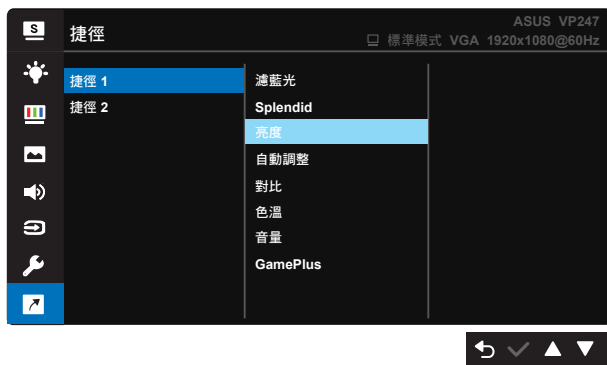 S
捷徑
ASUS VP247
標準模式 VGA 1920x1080@60Hz
捷徑 1
捷徑 2
濾藍光
Splendid
亮度
自動調整
對比
色溫
音量
GamePlus